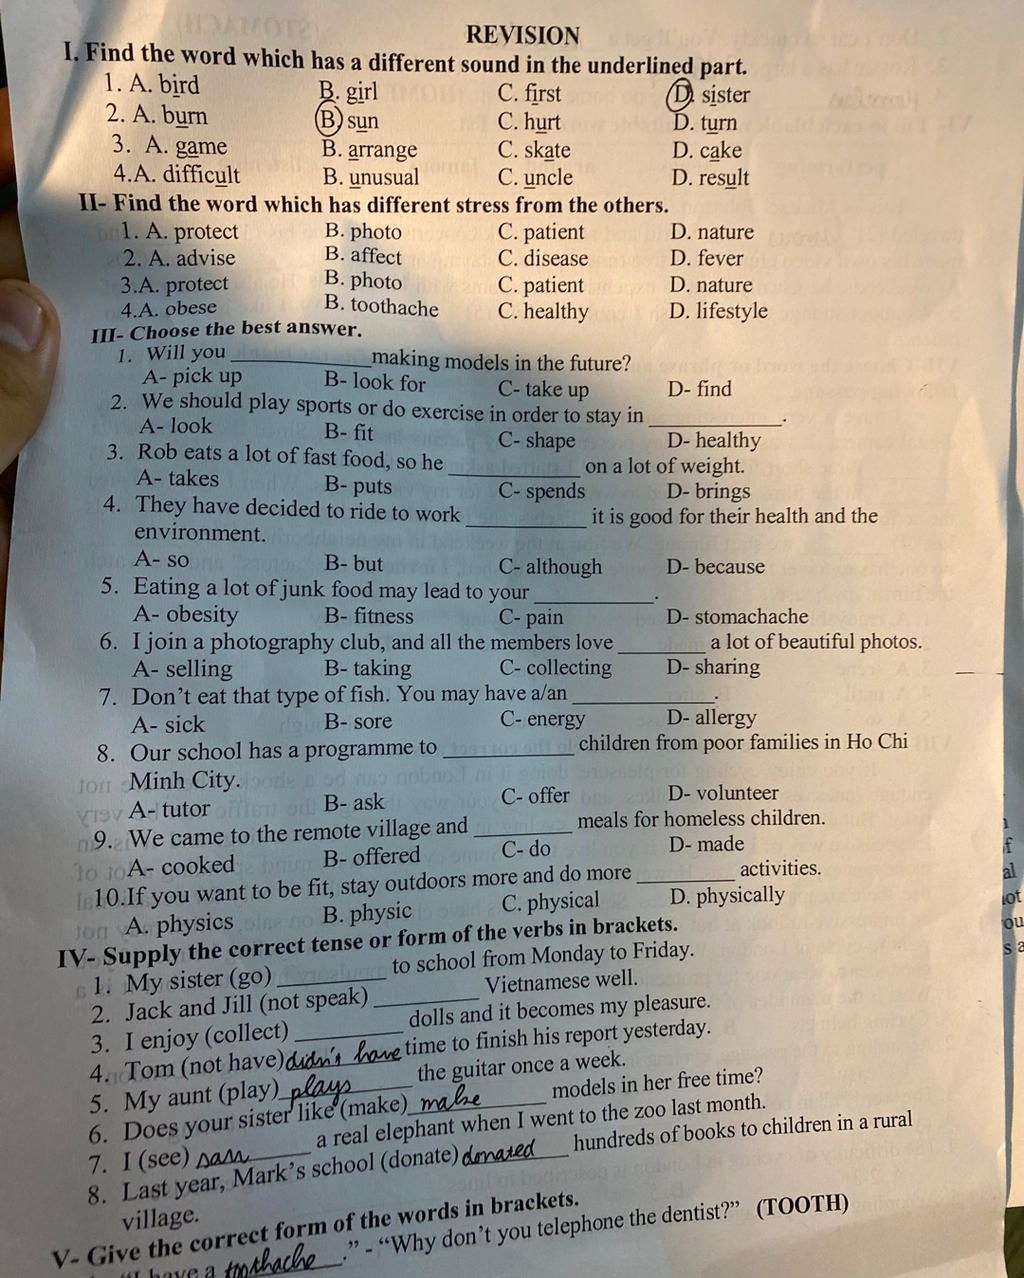 REVISION
I. Find the word which has a different sound in the underlined part.
1. A. bird B. girl C. first D. sister
2. A. burn B. sun C. hurt D. turn
3. A. game B. arrange C. skate D. cake
4.A. difficult B. unusual C. uncle D. result
II- Find the word which has different stress from the others.
1. A. protect B. photo C. patient D. nature
2. A. advise B. affect C. disease D. fever
3.A. protect B. photo C. patient D. nature
4.A. obese B. toothache C. healthy D. lifestyle
III- Choose the best answer.
1. Will you ____________ making models in the future?
A- pick up B- look for C- take up D- find
2. We should play sports or do exercise in order to stay in ____________.
A- look B- fit C- shape D- healthy
3. Rob eats a lot of fast food, so he ____________ on a lot of weight.
A- takes B- puts C- spends D- brings
4. They have decided to ride to work ____________ it is good for their health and the
environment.
A- so B- but C- although D- because
5. Eating a lot of junk food may lead to your ____________.
A- obesity B- fitness C- pain D- stomachache
6. I join a photography club, and all the members love ________ a lot of beautiful photos.
A- selling B- taking C- collecting D- sharing
7. Don't eat that type of fish. You may have a/an ____________.
A- sick B- sore C- energy D- allergy
8. Our school has a programme to ____________ children from poor families in Ho Chi
Minh City.
A- tutor B- ask C- offer D- volunteer
9. We came to the remote village and _________ meals for homeless children.
A- cooked B- offered C- do D- made
10.If you want to be fit, stay outdoors more and do more _________ activities.
A. physics B. physic C. physical D. physically
IV- Supply the correct tense or form of the verbs in brackets.
1. My sister (go) __________ to school from Monday to Friday.
2. Jack and Jill (not speak) __________ Vietnamese well.
3. I enjoy (collect) __________ dolls and it becomes my pleasure.
4. Tom (not have) didn't have time to finish his report yesterday.
5. My aunt (play) plays the guitar once a week.
6. Does your sister like (make) make models in her free time?
7. I (see) saw a real elephant when I went to the zoo last month.
8. Last year, Mark's school (donate) donated hundreds of books to children in a rural
village.
V- Give the correct form of the words in brackets.
have a toothache ." - "Why don't you telephone the dentist?" (TOOTH)